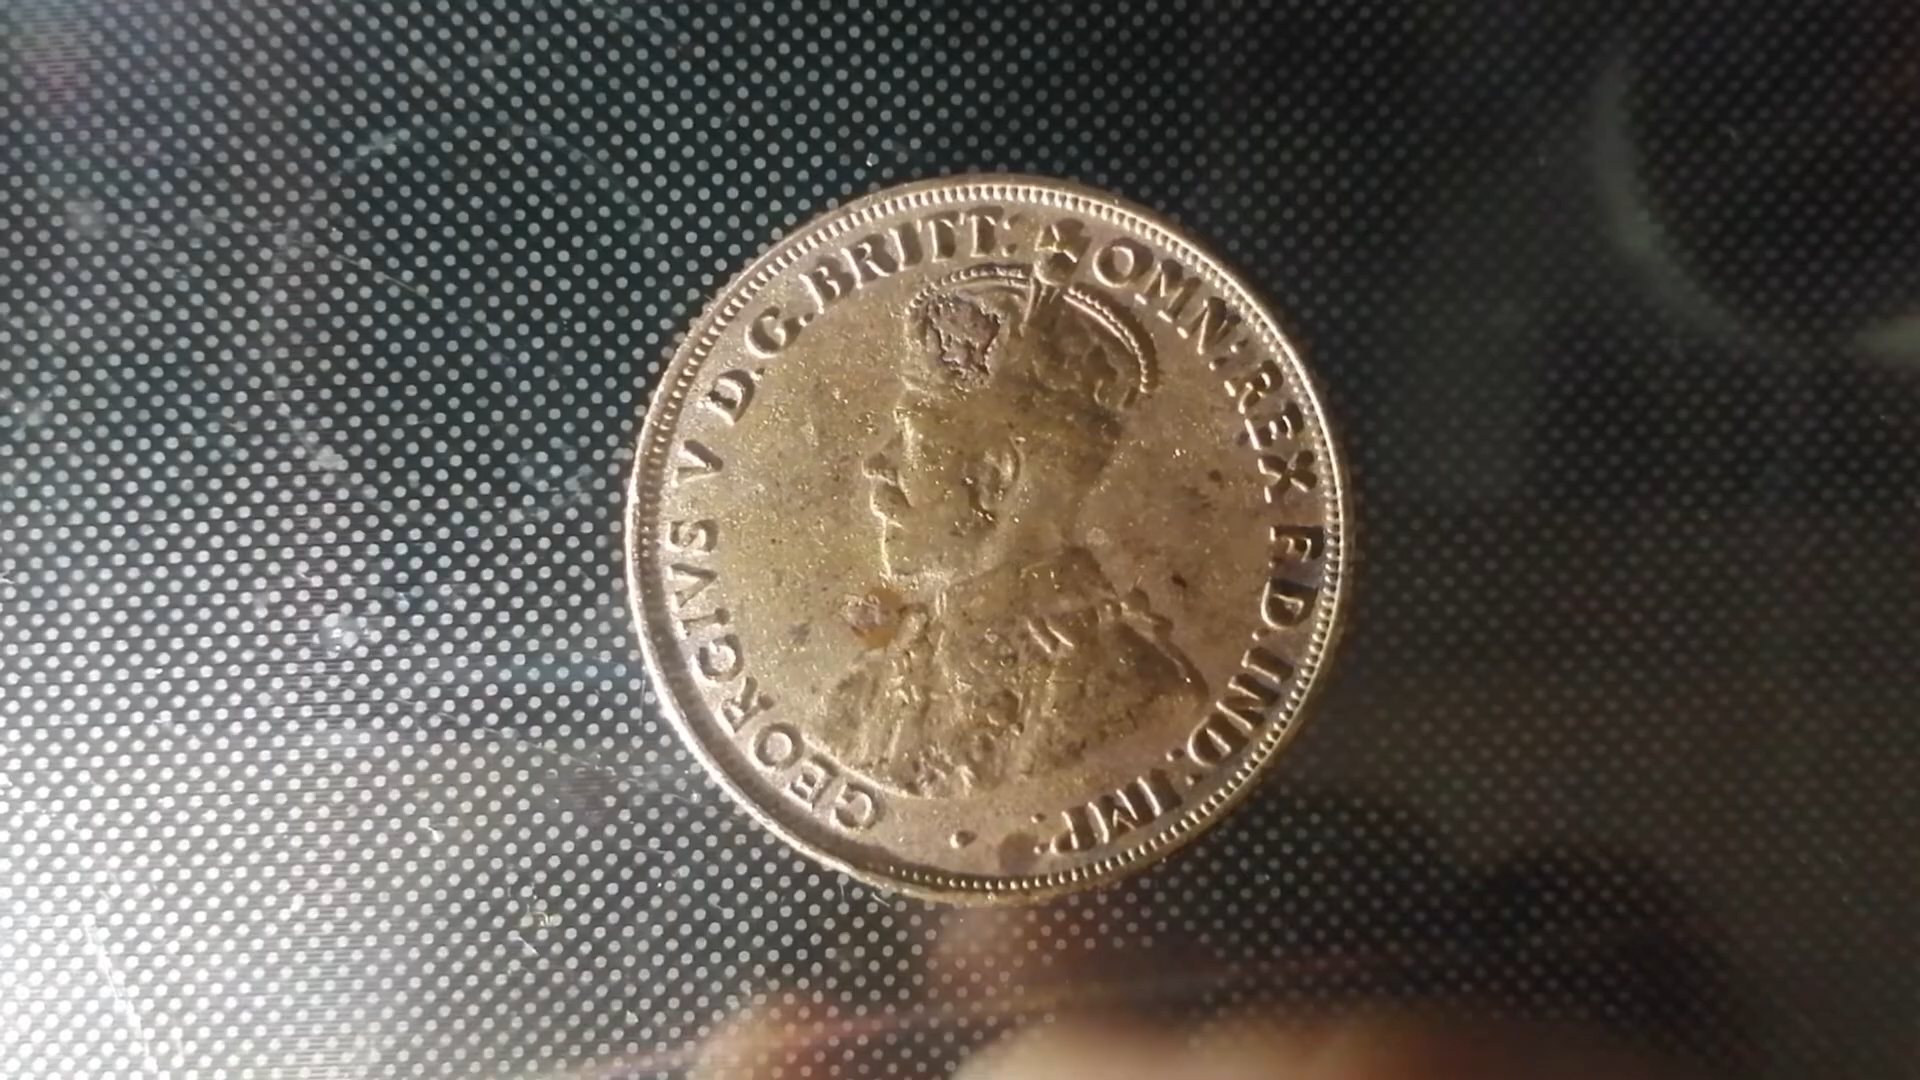 GEORGIVS V D.G. BRITT: OMN: REX F.D. IND: IMP: